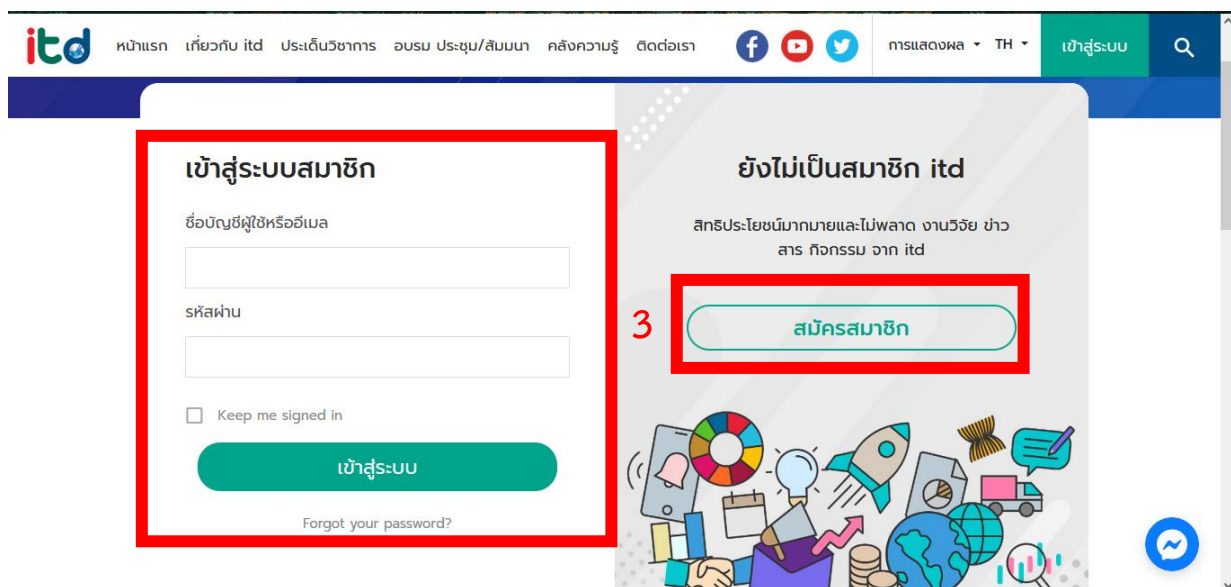 itd
หน้าแรก เกี่ยวกับ itd ประเด็นวิชาการ อบรม ประชุม/สัมมนา คลังความรู้ ติดต่อเรา
การแสดงผล TH เข้าสู่ระบบ
เข้าสู่ระบบสมาชิก
ชื่อบัญชีผู้ใช้หรืออีเมล
รหัสผ่าน
Keep me signed in
เข้าสู่ระบบ
Forgot your password?
ยังไม่เป็นสมาชิก itd
สิทธิประโยชน์มากมายและไม่พลาด งานวิจัย ข่าว
สาร กิจกรรม จาก itd
3
สมัครสมาชิก